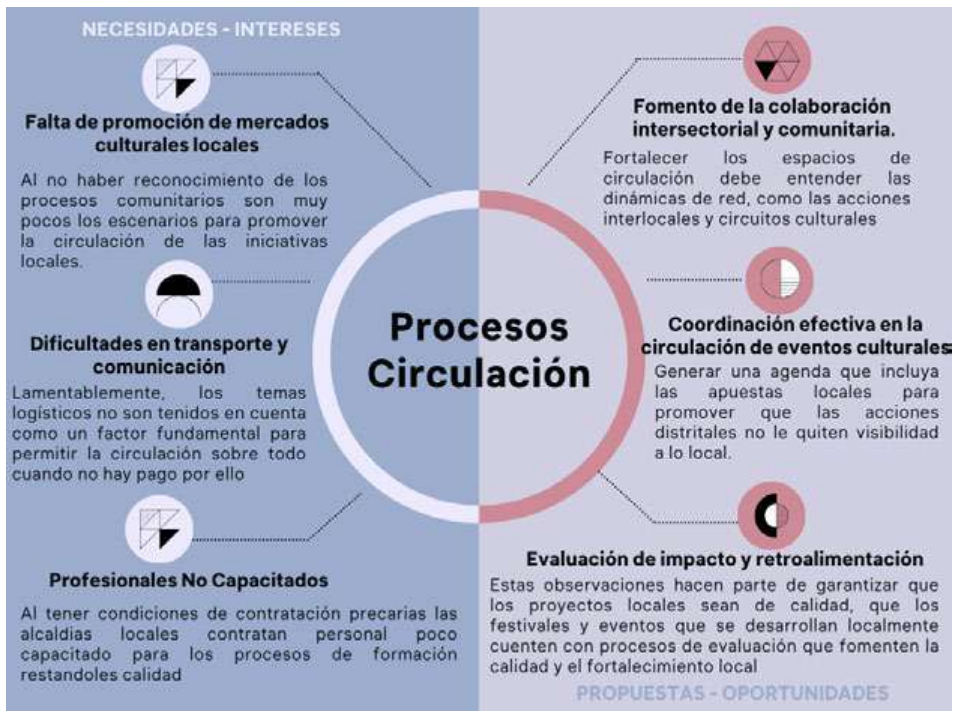 NECESIDADES - INTERESES
Falta de promoción de mercados
culturales locales
Al no haber reconocimiento de los
procesos comunitarios son muy
pocos los escenarios para promover
la circulación de las iniciativas
locales.
Dificultades en transporte y
comunicación
Lamentablemente, los temas
logísticos no son tenidos en cuenta
como un factor fundamental para
permitir la circulación sobre todo
cuando no hay pago por ello
Profesionales No Capacitados
Al tener condiciones de contratación precarias las
alcaldias locales contratan personal poco
capacitado para los procesos de formación
restandoles calidad
Procesos
Circulación
Fomento de la colaboración
intersectorial y comunitaria.
Fortalecer los espacios de
circulación debe entender las
dinámicas de red, como las acciones
interlocales y circuitos culturales
Coordinación efectiva en la
circulación de eventos culturales
Generar una agenda que incluya
las apuestas locales para
promover que las acciones
distritales no le quiten visibilidad
a lo local.
Evaluación de impacto y retroalimentación
Estas observaciones hacen parte de garantizar que
los proyectos locales sean de calidad, que los
festivales y eventos que se desarrollan localmente
cuenten con procesos de evaluación que fomenten la
calidad y el fortalecimiento local
PROPUESTAS - OPORTUNIDADES